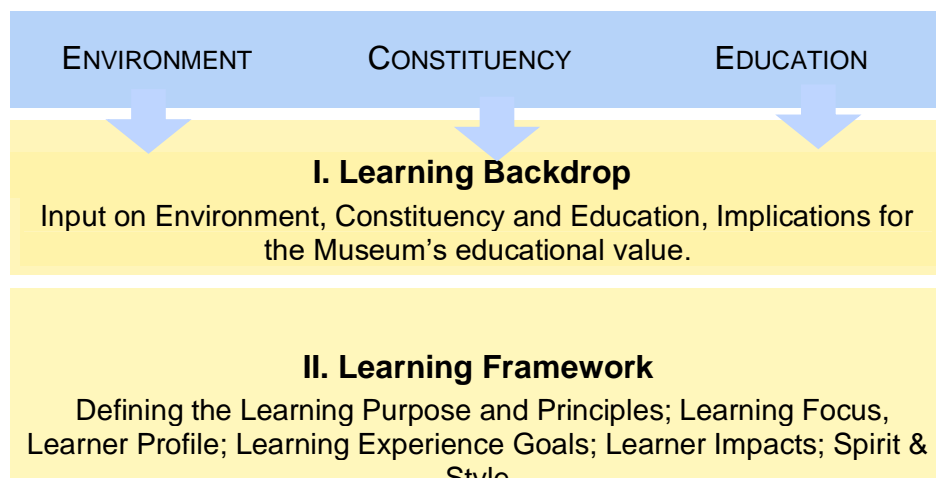 ENVIRONMENT CONSTITUENCY EDUCATION
I. Learning Backdrop
Input on Environment, Constituency and Education, Implications for
the Museum’s educational value.
II. Learning Framework
Defining the Learning Purpose and Principles; Learning Focus,
Learner Profile; Learning Experience Goals; Learner Impacts; Spirit &
Style